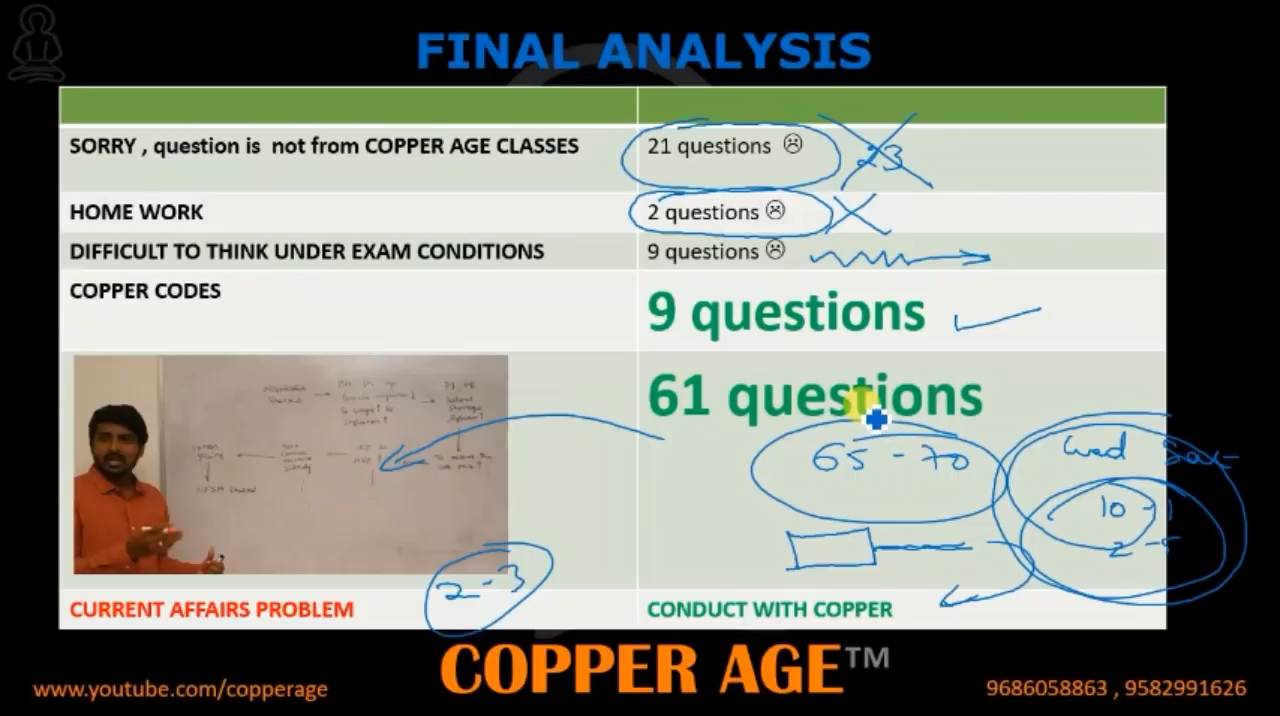 FINAL ANALYSIS
SORRY , question is not from COPPER AGE CLASSES
21 questions ☹
23
HOME WORK
2 questions ☹
DIFFICULT TO THINK UNDER EXAM CONDITIONS
9 questions ☹
COPPER CODES
9 questions
61 questions
65 - 70
10 - 1
2 - 5
2 - 3
CURRENT AFFAIRS PROBLEM
CONDUCT WITH COPPER
COPPER AGE™
www.youtube.com/copperage
9686058863 , 9582991626